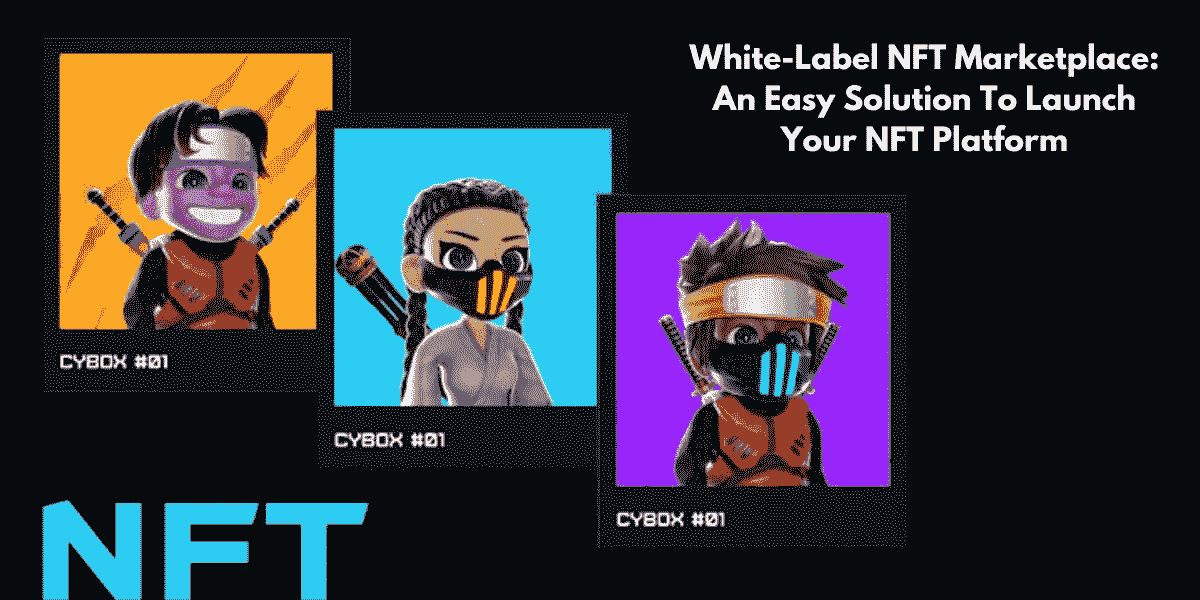 White-Label NFT Marketplace:
An Easy Solution To Launch
Your NFT Platform
CYBOX #01
CYBOX #01
CYBOX #01
NFT